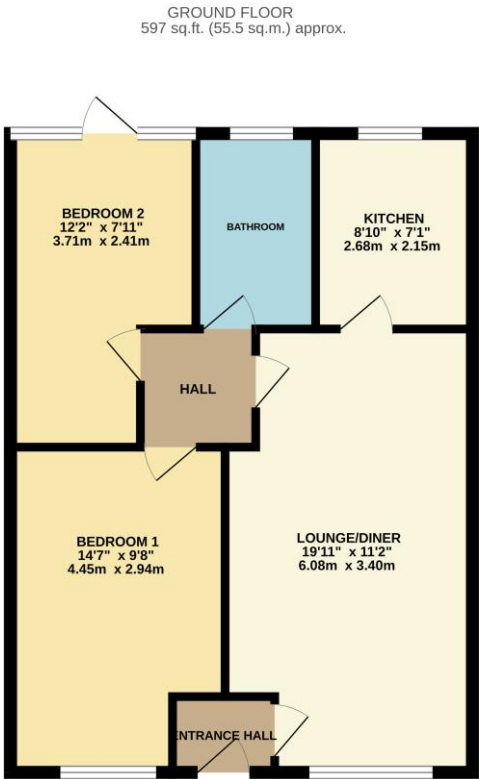 GROUND FLOOR
597 sq.ft. (55.5 sq.m.) approx.
BEDROOM 2
12'2" x 7'11"
3.71m x 2.41m
BATHROOM
KITCHEN
8'10" x 7'1"
2.68m x 2.15m
HALL
BEDROOM 1
14'7" x 9'8"
4.45m x 2.94m
LOUNGE/DINER
19'11" x 11'2"
6.08m x 3.40m
ENTRANCE HALL